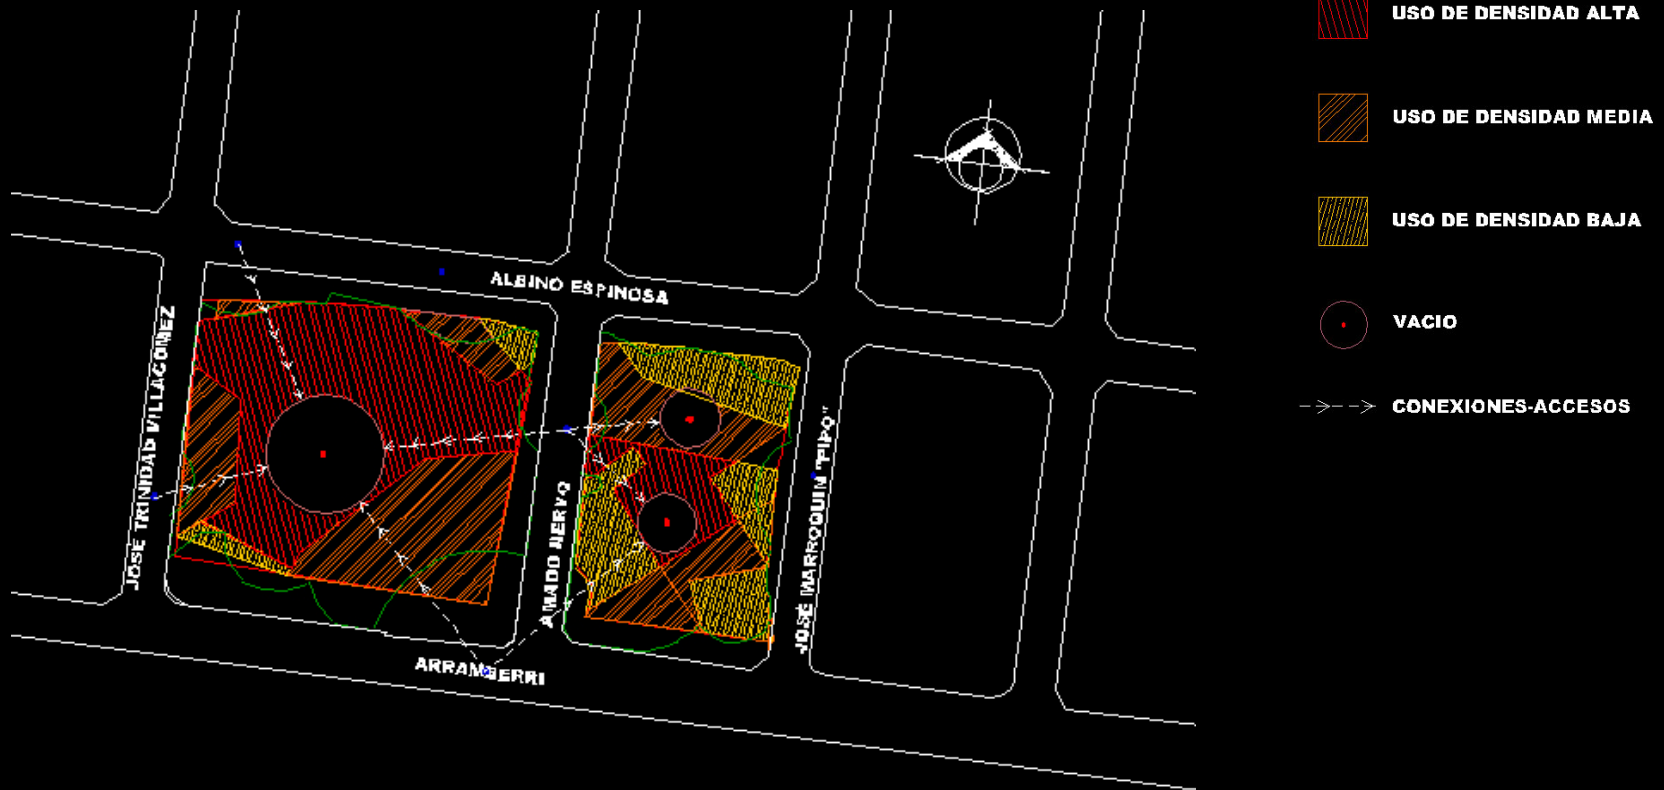 USO DE DENSIDAD ALTA
USO DE DENSIDAD MEDIA
USO DE DENSIDAD BAJA
VACIO
CONEXIONES-ACCESOS
ALBINO ESPINOSA
JOSE TRINIDAD VILLAGOMEZ
AMADO NERVO
JOSE MARROQUIN "PIPO"
ARRAMBERRI